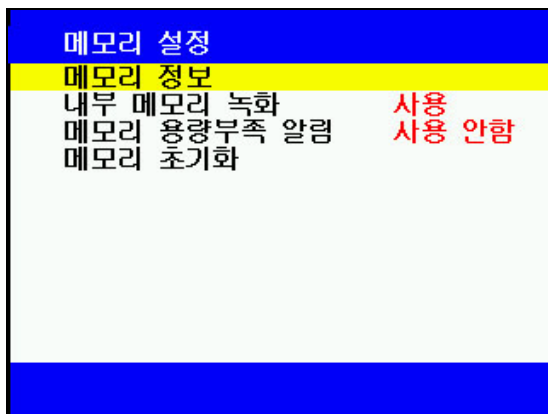 메모리 설정
메모리 정보
내부 메모리 녹화 사용
메모리 용량부족 알림 사용 안함
메모리 초기화